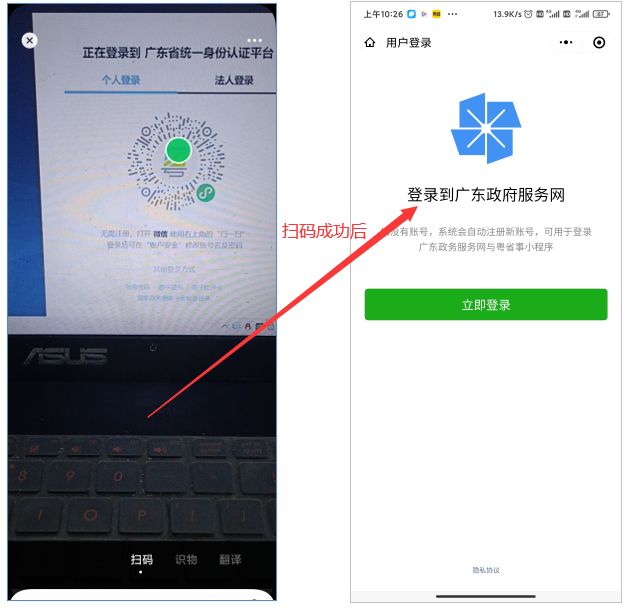 正在登录到 广东省统一身份认证平台
个人登录
法人登录
无需注册，打开 微信 使用右上角的 "扫一扫"
登录后可在 "账户安全" 修改账号名及密码
其他登录方式
ASUS
8 9 0
I O P [ ]
扫码 识物 翻译
扫码成功后
上午10:26
13.9K/s
67
用户登录
登录到广东政府服务网
没有账号，系统会自动注册新账号，可用于登录
广东政务服务网与粤省事小程序
立即登录
隐私协议